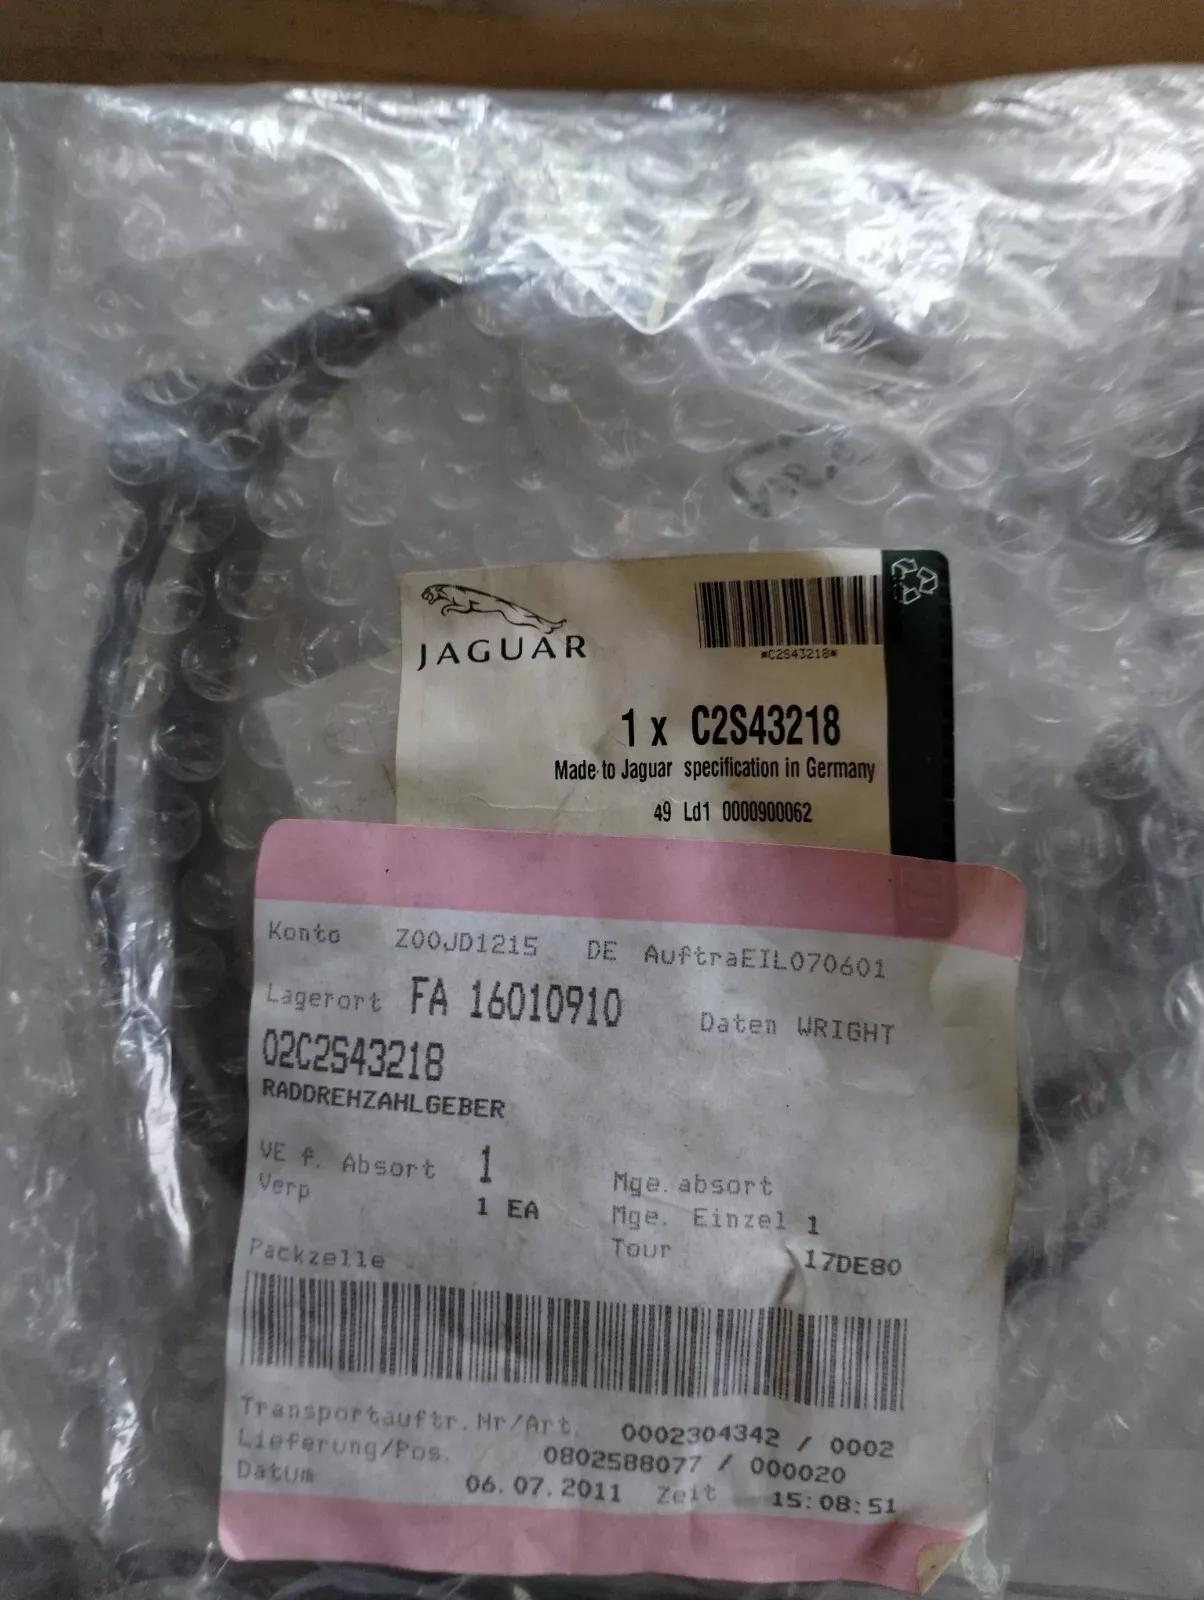 JAGUAR
*C2S43218*
1 x C2S43218
Made to Jaguar specification in Germany
49 Ld1 0000900062
Konto Z00JD1215 DE AuftraEIL070601
Lagerort FA 16010910 Daten WRIGHT
02C2S43218
RADDREHZAHLGEBER
VE f. Absort 1 Mge.absort
Verp 1 EA Mge. Einzel 1
Packzelle Tour 17DE80
Transportauftr.Nr/Art. 0002304342 / 0002
Lieferung/Pos. 0802588077 / 000020
Datum 06.07.2011 Zeit 15:08:51